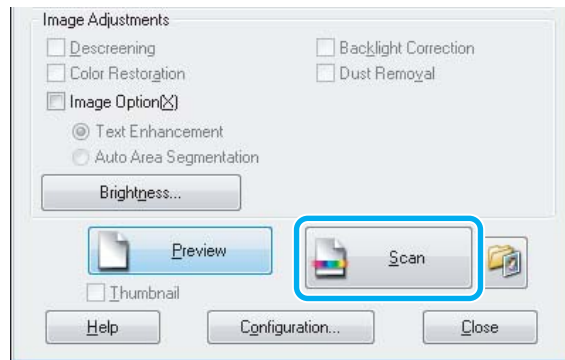 Image Adjustments
Descreening Backlight Correction
Color Restoration Dust Removal
Image Option(X)
Text Enhancement
Auto Area Segmentation
Brightness...
Preview Scan
Thumbnail
Help Configuration... Close